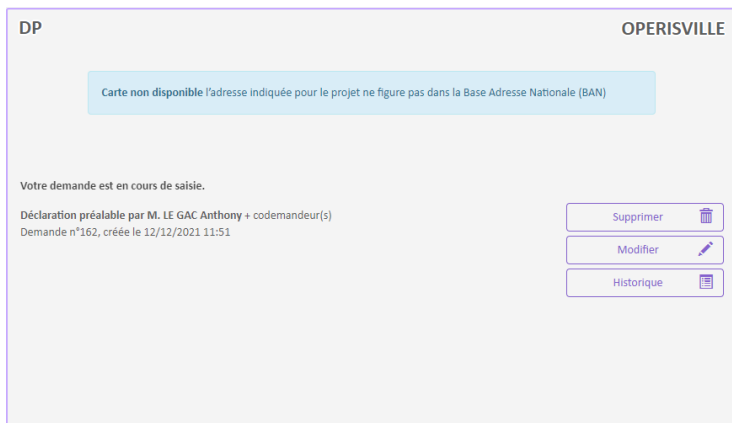 DP
OPERISVILLE
Carte non disponible l'adresse indiquée pour le projet ne figure pas dans la Base Adresse Nationale (BAN)
Votre demande est en cours de saisie.
Déclaration préalable par M. LE GAC Anthony + codemandeur(s)
Demande n°162, créée le 12/12/2021 11:51
Supprimer
Modifier
Historique